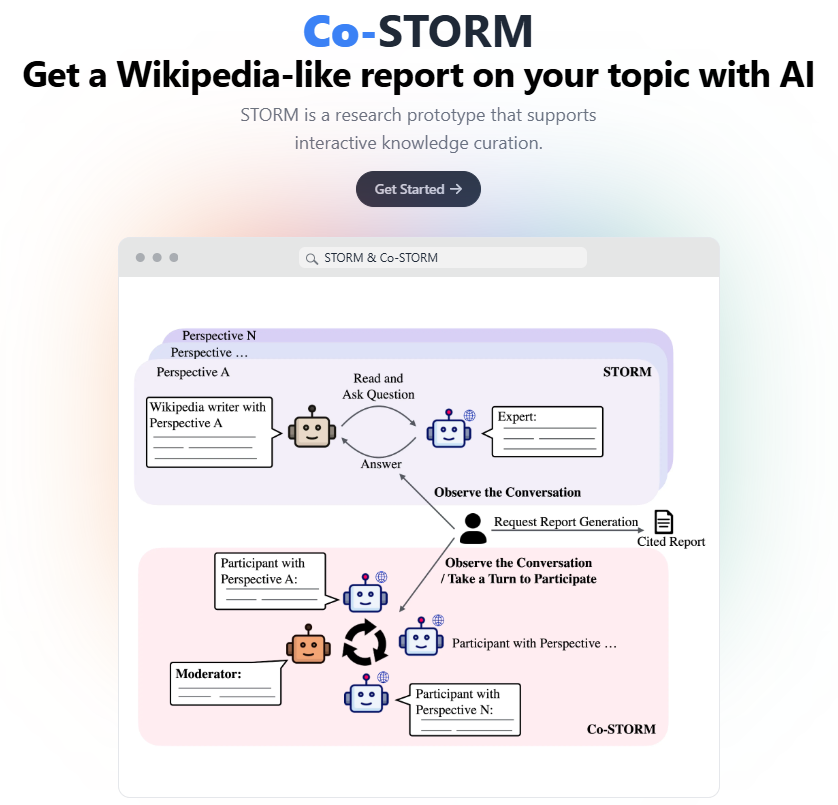 Co-STORM
Get a Wikipedia-like report on your topic with AI
STORM is a research prototype that supports
interactive knowledge curation.
Get Started →
STORM & Co-STORM
Perspective N
Perspective …
Perspective A
STORM
Read and
Ask Question
Wikipedia writer with
Perspective A
Expert:
Answer
Observe the Conversation
Request Report Generation
Cited Report
Participant with
Perspective A:
Observe the Conversation
/ Take a Turn to Participate
Participant with Perspective …
Moderator:
Participant with
Perspective N:
Co-STORM